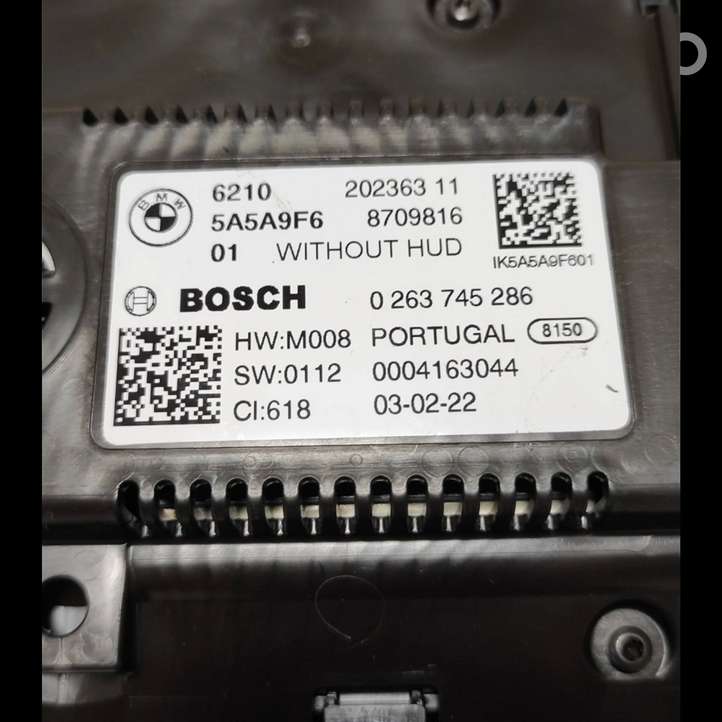 BMW
6210 202363 11
5A5A9F6 8709816
01 WITHOUT HUD
IK5A5A9F601
BOSCH 0 263 745 286
HW:M008 PORTUGAL 8150
SW:0112 0004163044
CI:618 03-02-22